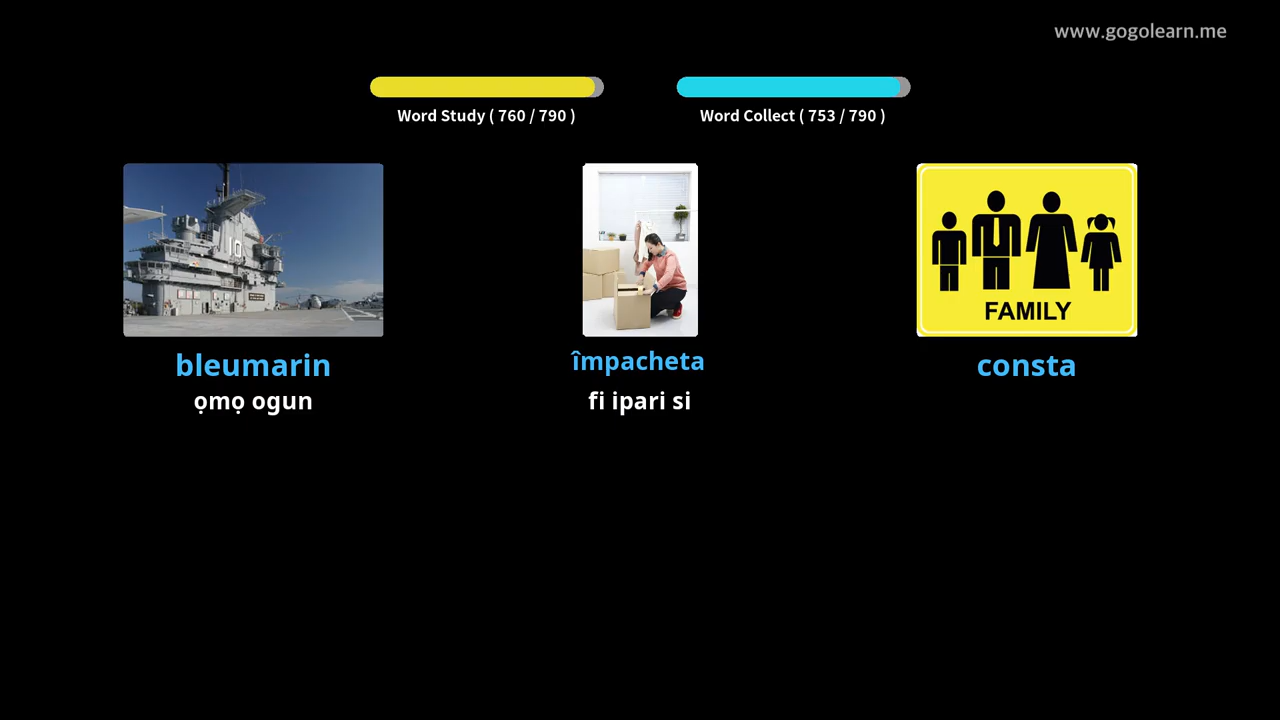 www.gogolearn.me
Word Study ( 760 / 790 )
Word Collect ( 753 / 790 )
FAMILY
bleumarin
împacheta
consta
ọmọ ogun
fi ipari si